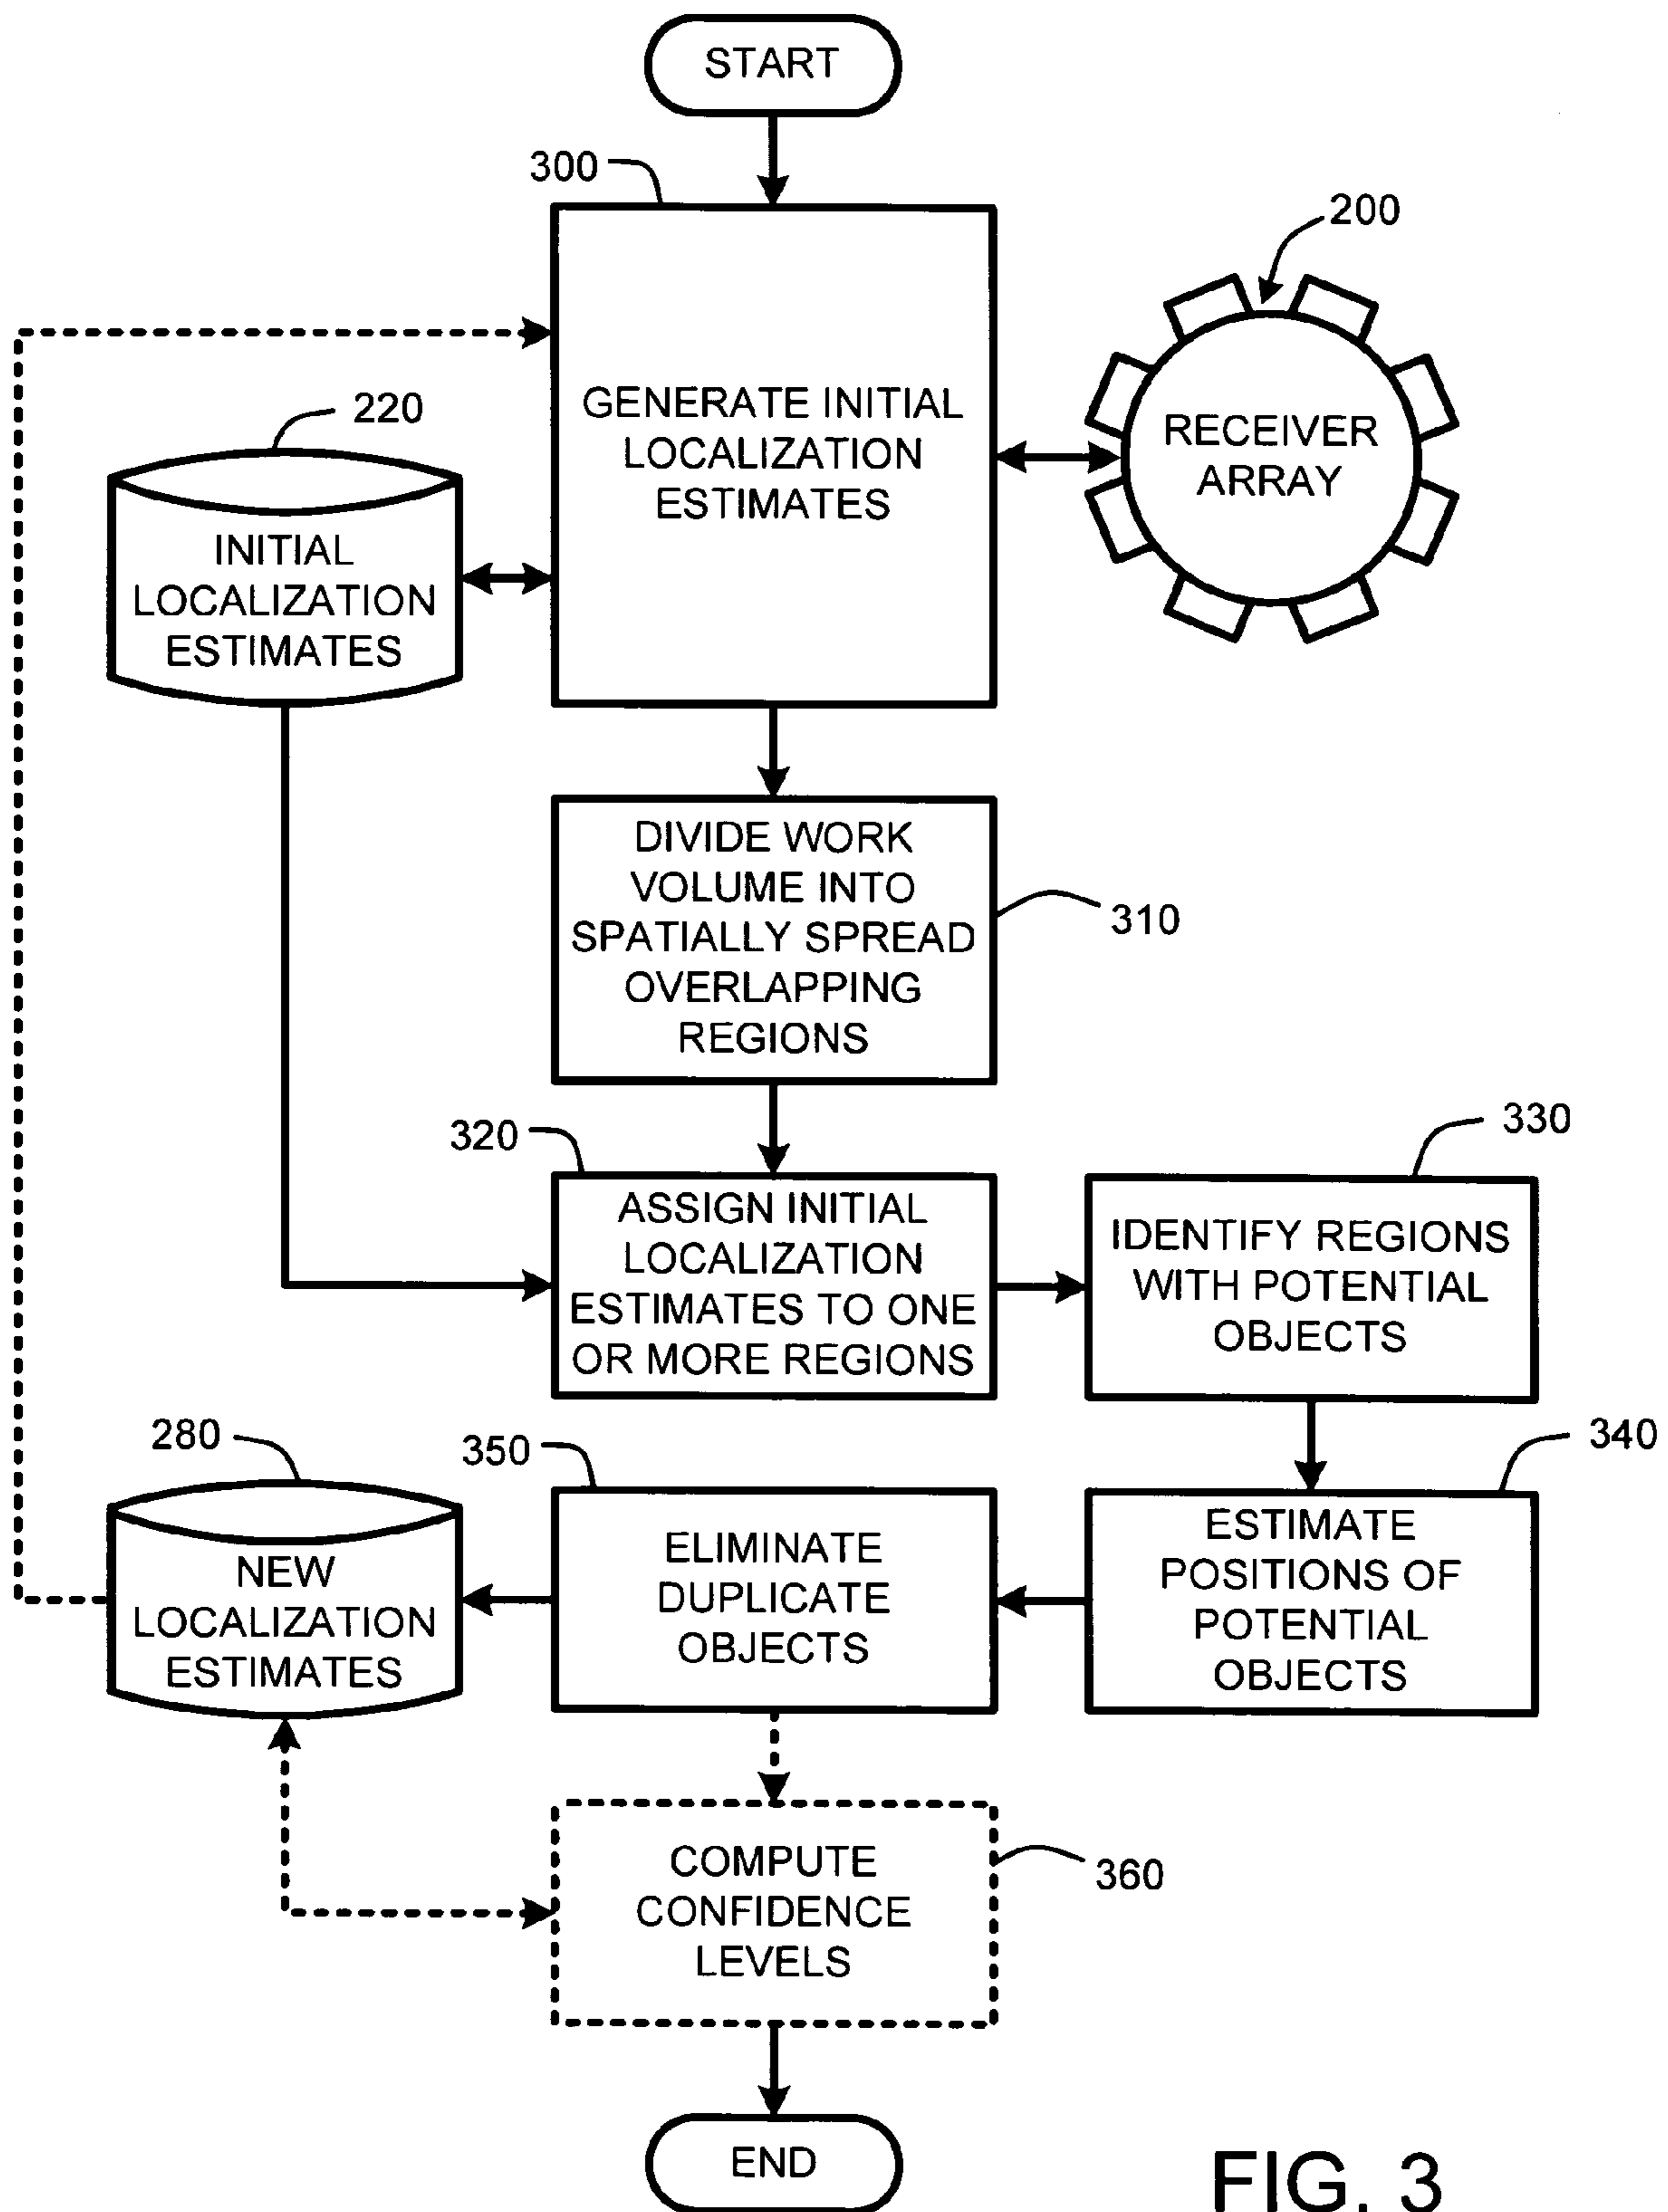 START
300
200
GENERATE INITIAL
LOCALIZATION
ESTIMATES
RECEIVER
ARRAY
220
INITIAL
LOCALIZATION
ESTIMATES
DIVIDE WORK
VOLUME INTO
SPATIALLY SPREAD
OVERLAPPING
REGIONS
310
320
ASSIGN INITIAL
LOCALIZATION
ESTIMATES TO ONE
OR MORE REGIONS
330
IDENTIFY REGIONS
WITH POTENTIAL
OBJECTS
280
NEW
LOCALIZATION
ESTIMATES
350
ELIMINATE
DUPLICATE
OBJECTS
340
ESTIMATE
POSITIONS OF
POTENTIAL
OBJECTS
COMPUTE
CONFIDENCE
LEVELS
360
END
FIG. 3